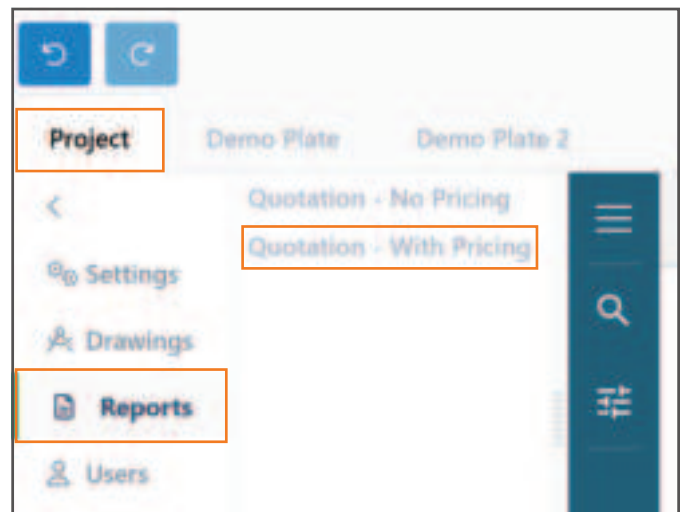 Project Demo Plate Demo Plate 2
Quotation - No Pricing
Quotation - With Pricing
Settings
Drawings
Reports
Users